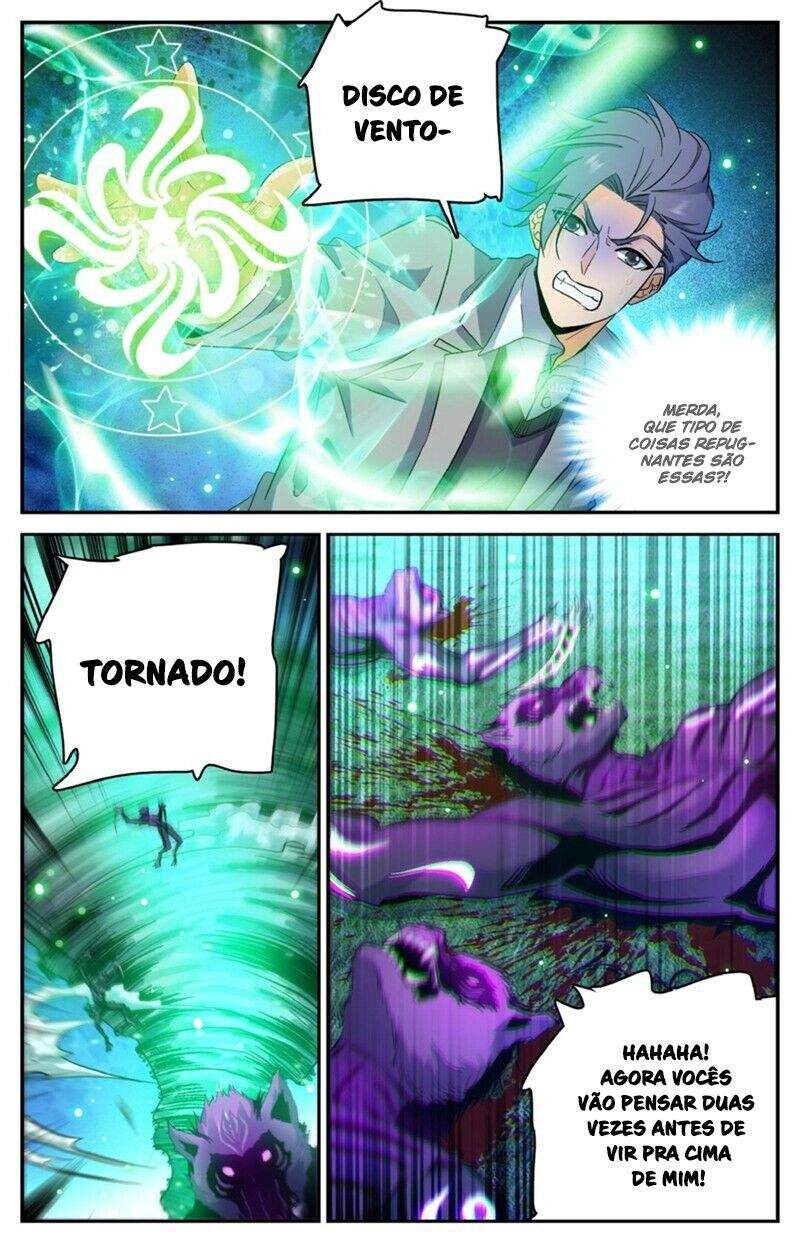 DISCO DE
VENTO-
MERDA,
QUE TIPO DE
COISAS REPUG-
NANTES SÃO
ESSAS?!
TORNADO!
HAHAHA!
AGORA VOCÊS
VÃO PENSAR DUAS
VEZES ANTES DE
VIR PRA CIMA
DE MIM!